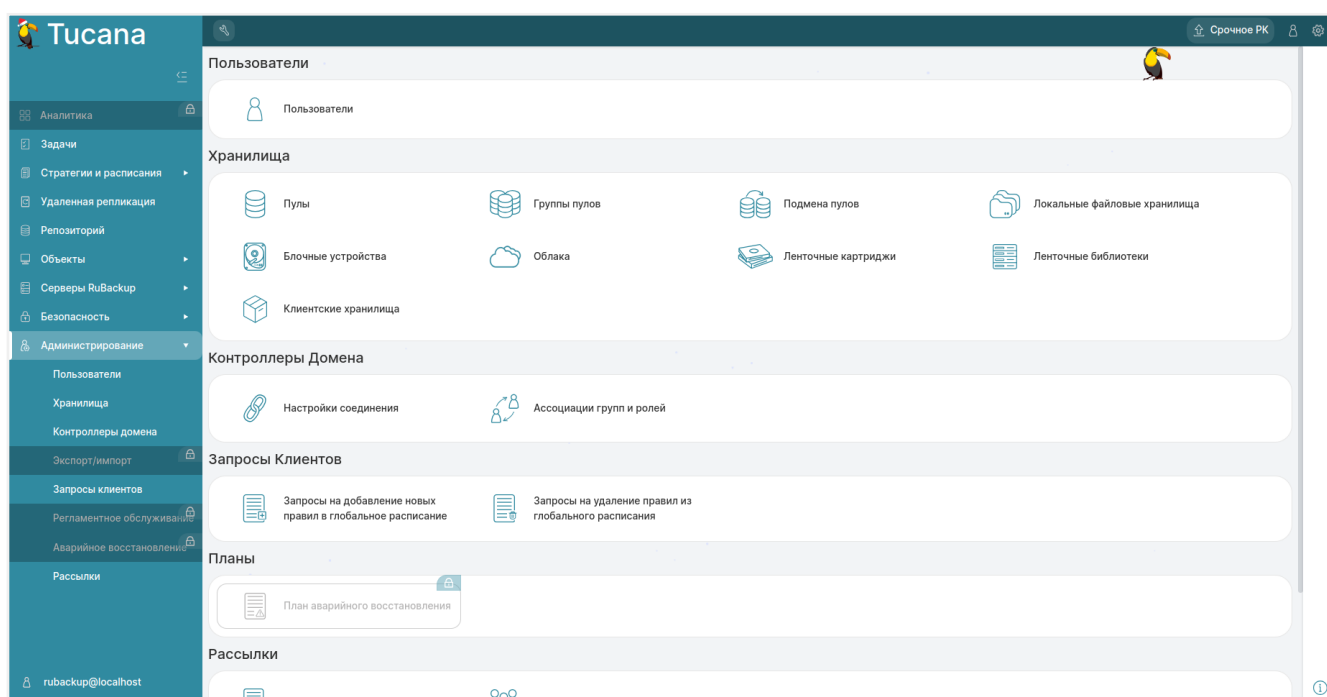 Tucana
Срочное РК
Аналитика
Задачи
Стратегии и расписания
Удаленная репликация
Репозиторий
Объекты
Серверы RuBackup
Безопасность
Администрирование
Пользователи
Хранилища
Контроллеры домена
Экспорт/импорт
Запросы клиентов
Регламентное обслуживание
Аварийное восстановление
Рассылки
rubackup@localhost
Пользователи
Пользователи
Хранилища
Пулы
Группы пулов
Подмена пулов
Локальные файловые хранилища
Блочные устройства
Облака
Ленточные картриджи
Ленточные библиотеки
Клиентские хранилища
Контроллеры Домена
Настройки соединения
Ассоциации групп и ролей
Запросы Клиентов
Запросы на добавление новых
правил в глобальное расписание
Запросы на удаление правил из
глобального расписания
Планы
План аварийного восстановления
Рассылки